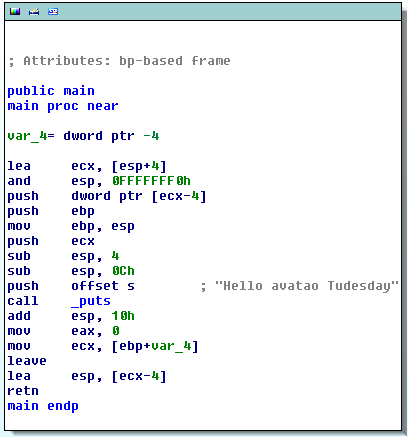 ; Attributes: bp-based frame
public main
main proc near
var_4= dword ptr -4
lea ecx, [esp+4]
and esp, 0FFFFFFF0h
push dword ptr [ecx-4]
push ebp
mov ebp, esp
push ecx
sub esp, 4
sub esp, 0Ch
push offset s ; "Hello avatao Tudesday"
call _puts
add esp, 10h
mov eax, 0
mov ecx, [ebp+var_4]
leave
lea esp, [ecx-4]
retn
main endp